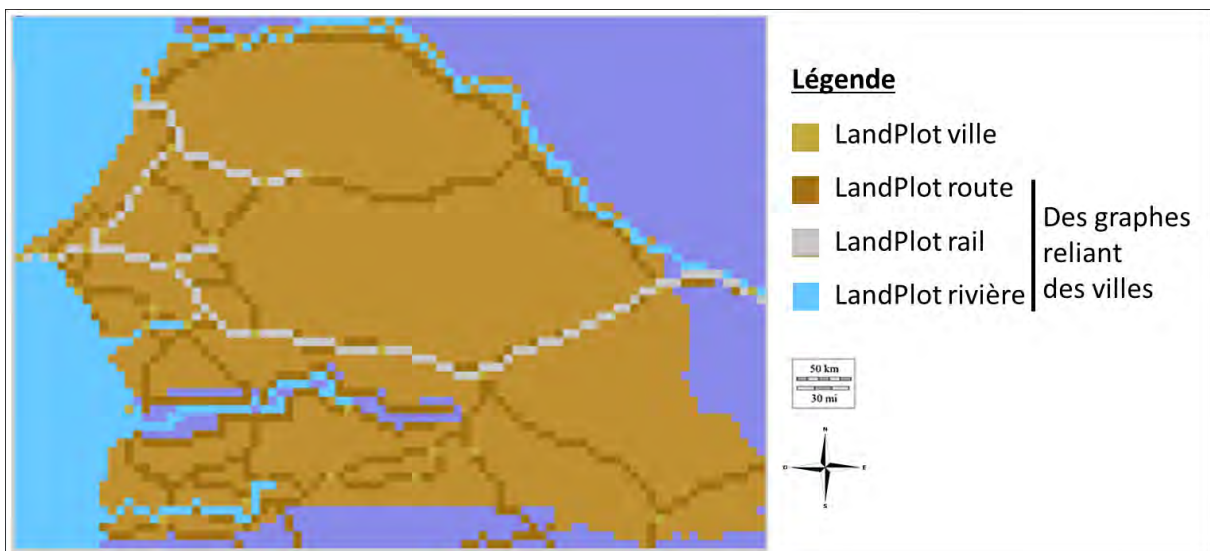 Légende
LandPlot ville
LandPlot route
LandPlot rail
LandPlot rivière
Des graphes
reliant
des villes
50 km
30 mi
N
O
E
S